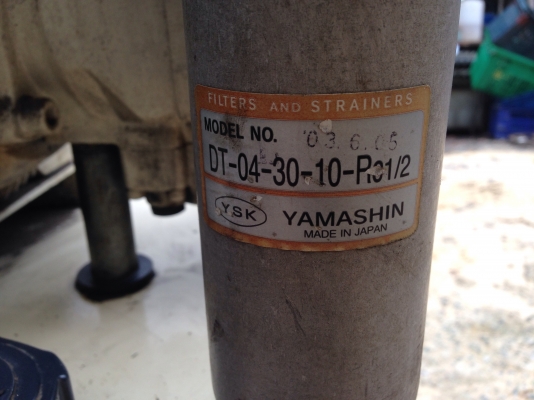 FILTERS AND STRAINERS
MODEL NO. '03.6.05
DT-04-30-10-Rc1/2
YSK YAMASHIN
MADE IN JAPAN